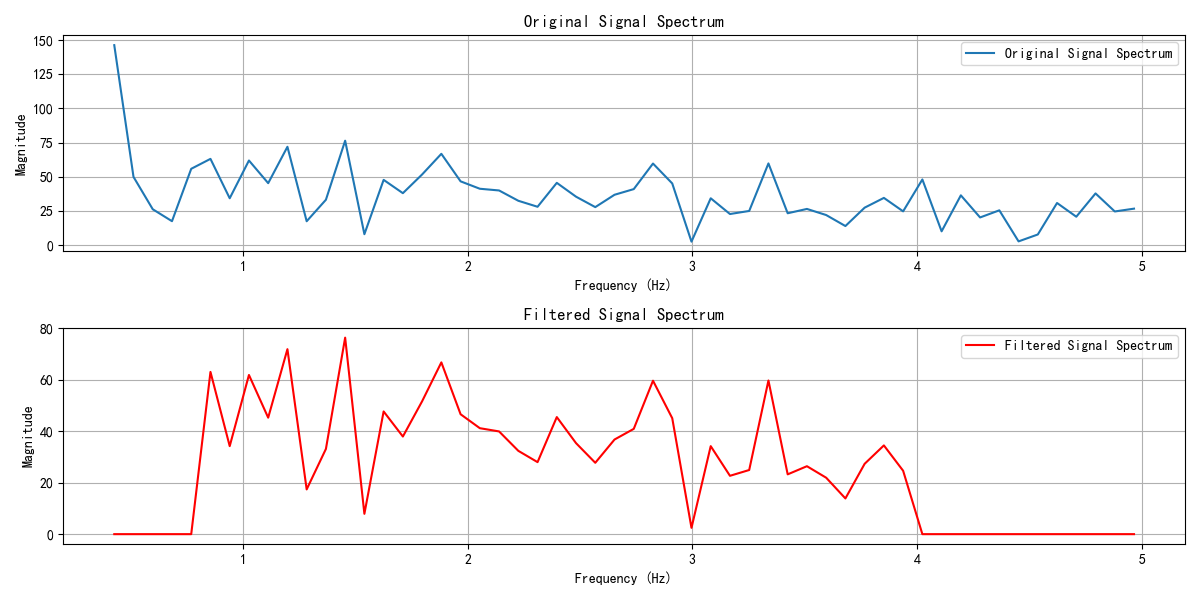 Original Signal Spectrum
150
125
100
75
50
25
0
Magnitude
Original Signal Spectrum
1 2 3 4 5
Frequency (Hz)
Filtered Signal Spectrum
80
60
40
20
0
Magnitude
Filtered Signal Spectrum
1 2 3 4 5
Frequency (Hz)